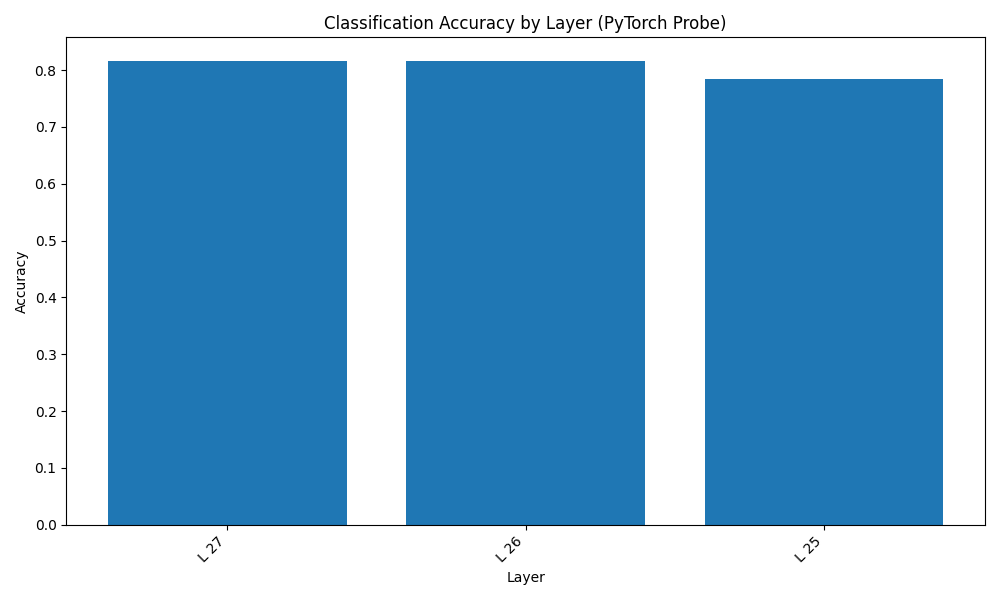 Classification Accuracy by Layer (PyTorch Probe)
Accuracy
0.8
0.7
0.6
0.5
0.4
0.3
0.2
0.1
0.0
L 27
L 26
L 25
Layer